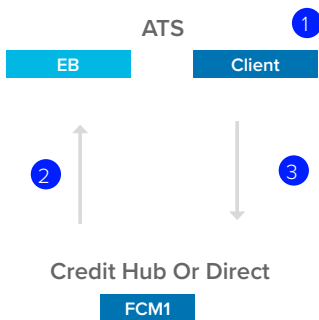 ATS
1
EB
Client
2
3
Credit Hub Or Direct
FCM1